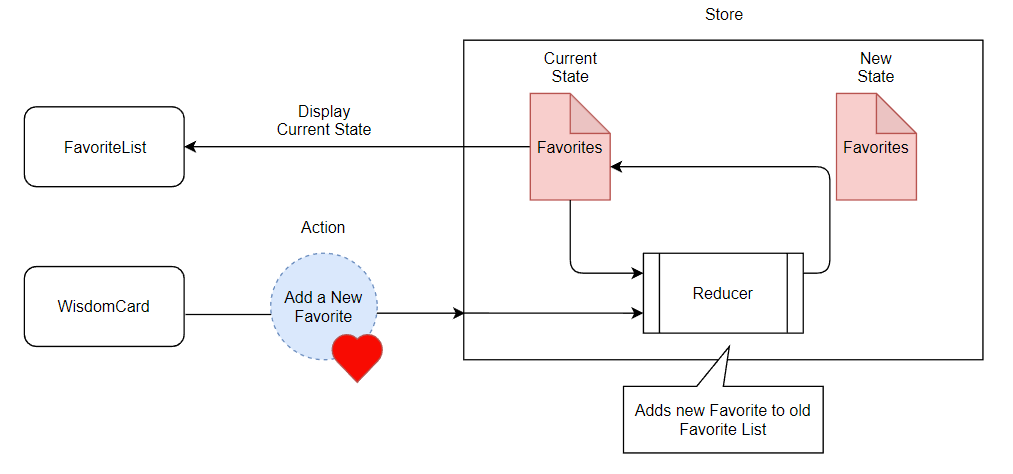 Store
Current
State
New
State
Display
Current State
FavoriteList
Favorites
Favorites
Action
WisdomCard
Add a New
Favorite
Reducer
Adds new Favorite to old
Favorite List